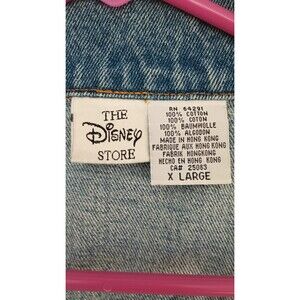 THE
Disney
STORE
RN 64291
100% COTTON
100% COTON
100% BAUMWOLLE
100% ALGODON
MADE IN HONG KONG
FABRIQUE AUX HONG KONG
FABRIK HONGKONG
HECHO EN HONG KONG
CA# 25083
X LARGE